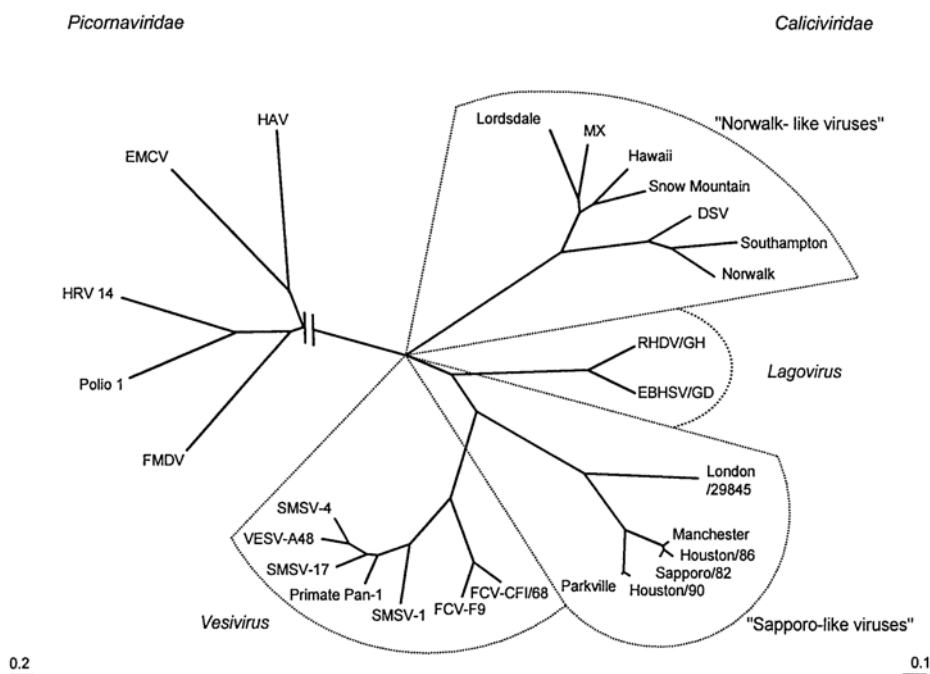 Picornaviridae
Caliciviridae
HAV
EMCV
HRV 14
Polio 1
FMDV
"Norwalk- like viruses"
Lordsdale
MX
Hawaii
Snow Mountain
DSV
Southampton
Norwalk
RHDV/GH
EBHSV/GD
Lagovirus
London
/29845
Manchester
Houston/86
Sapporo/82
Houston/90
Parkville
"Sapporo-like viruses"
SMSV-4
VESV-A48
SMSV-17
Primate Pan-1
SMSV-1
FCV-F9
FCV-CFI/68
Vesivirus
0.2
0.1